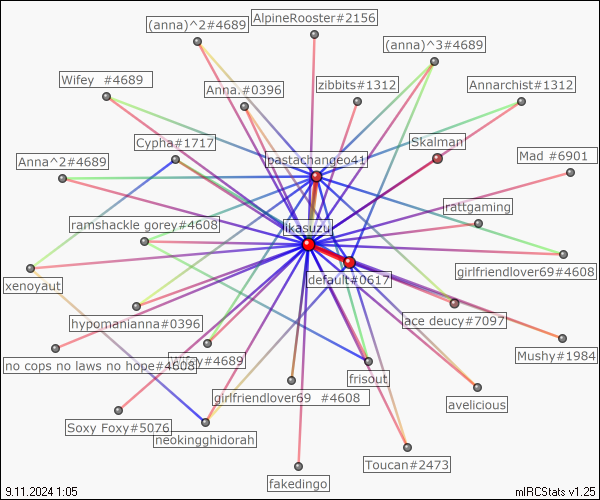 AlpineRooster#2156
(anna)^2#4689
(anna)^3#4689
Wifey  #4689
Anna.#0396
zibbits#1312
Annarchist#1312
Cypha#1717
Skalman
Anna^2#4689
pastachangeo41
Mad #6901
rattgaming
ramshackle gorey#4608
ikasuzu
girlfriendlover69#4608
xenoyaut
default#0617
hypomanianna#0396
ace deucy#7097
Mushy#1984
no cops no laws no hope#4608
Wifey#4689
frisout
girlfriendlover69  #4608
avelicious
Soxy Foxy#5076
neokingghidorah
Toucan#2473
fakedingo
9.11.2024 1:05
mIRCStats v1.25